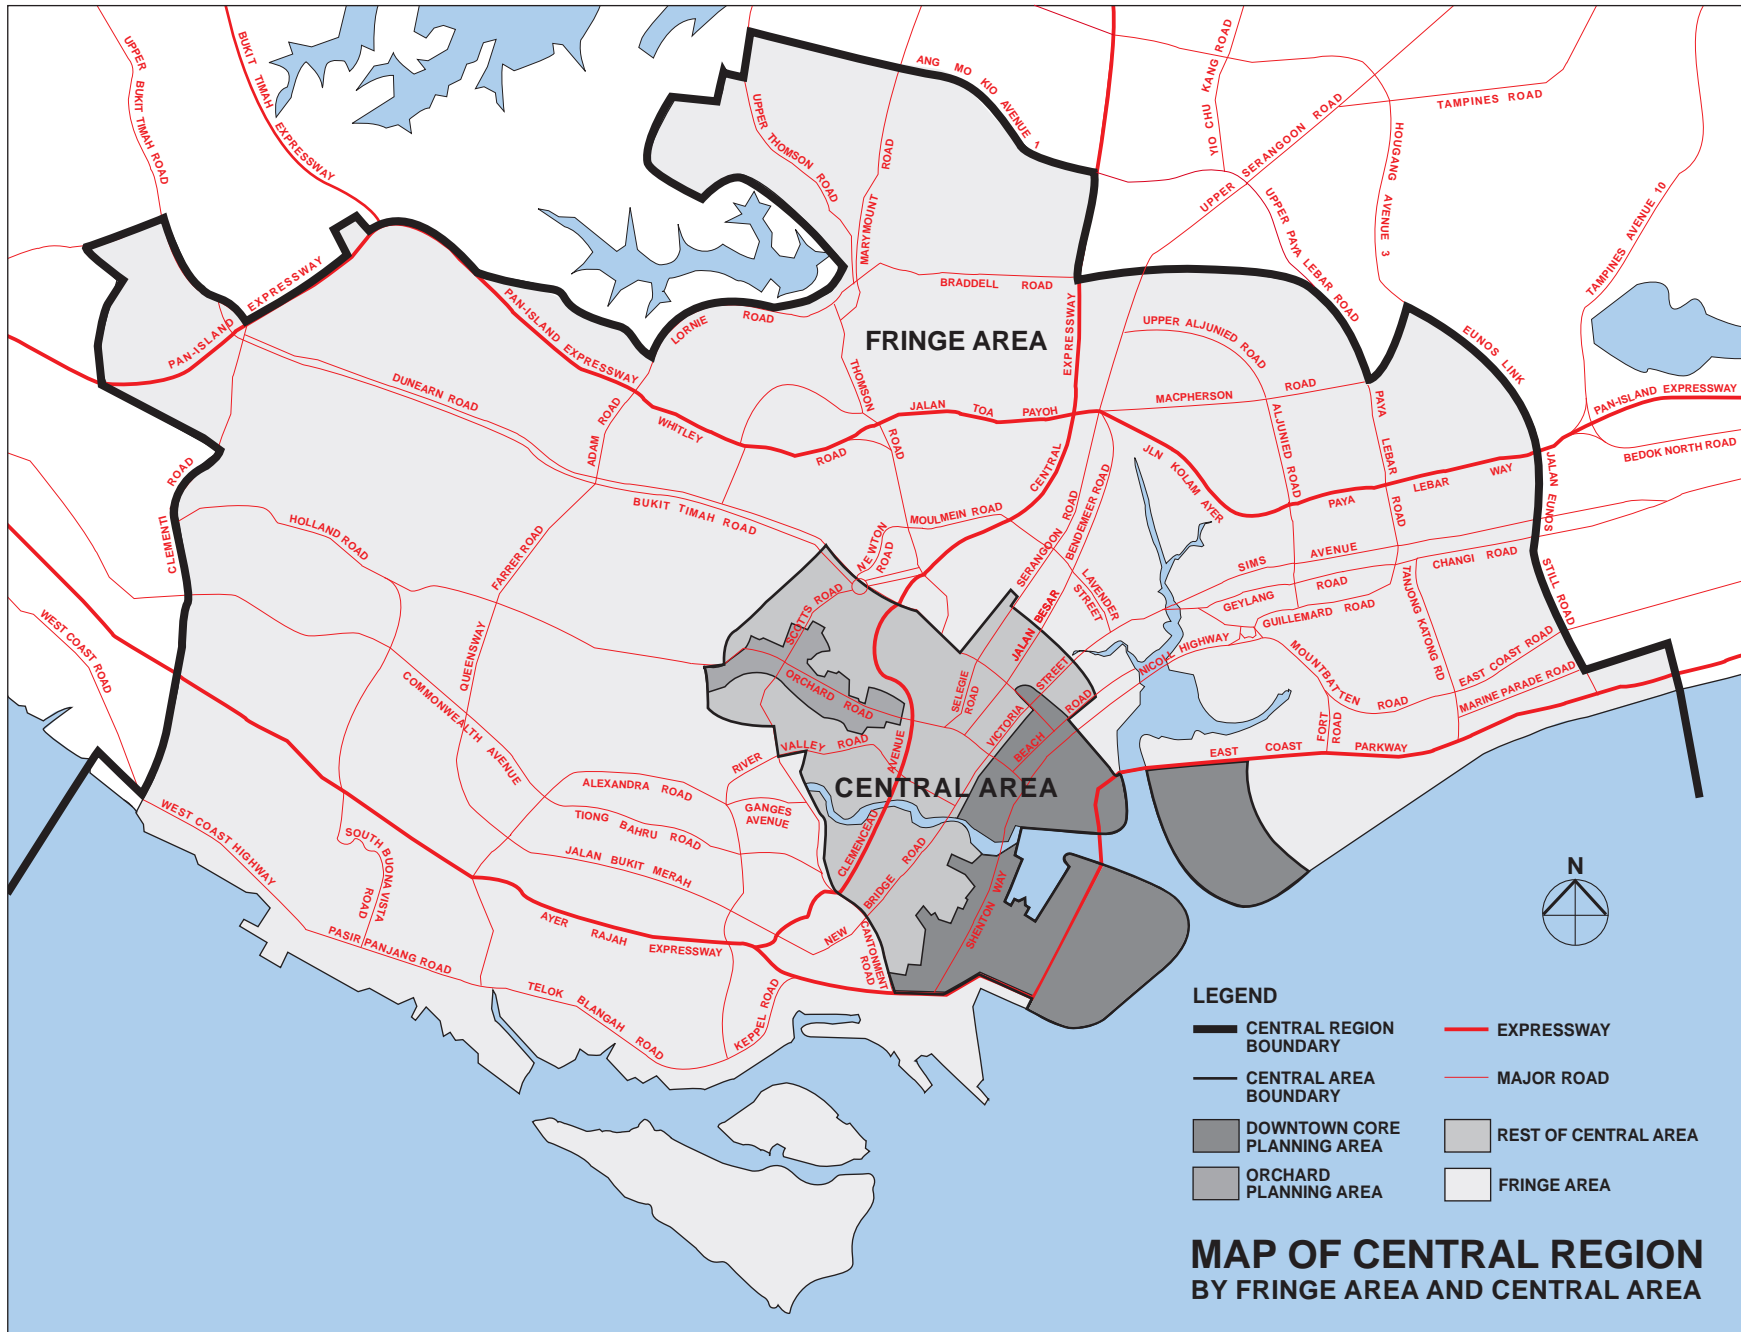 UPPER BUKIT TIMAH ROAD
BUKIT TIMAH EXPRESSWAY
ANG MO KIO AVENUE 1
UPPER THOMSON ROAD
MARYMOUNT ROAD
YIO CHU KANG ROAD
UPPER SERANGOON ROAD
TAMPINES ROAD
HOUGANG AVENUE 3
UPPER PAYA LEBAR ROAD
TAMPINES AVENUE 10
PAN-ISLAND EXPRESSWAY
PAN-ISLAND EXPRESSWAY
LORNIE ROAD
BRADDELL ROAD
FRINGE AREA
EXPRESSWAY
UPPER ALJUNIED ROAD
EUNOS LINK
DUNEARN ROAD
THOMSON
ROAD
JALAN TOA PAYOH
MACPHERSON ROAD
PAN-ISLAND EXPRESSWAY
ADAM ROAD
WHITLEY
ROAD
CENTRAL
JLN KOLAM AYER
ALJUNIED ROAD
PAYA LEBAR ROAD
PAYA LEBAR WAY
JALAN EUNOS
BEDOK NORTH ROAD
CLEMENTI ROAD
HOLLAND ROAD
BUKIT TIMAH ROAD
MOULMEIN ROAD
NEWTON
ROAD
SERANGOON ROAD
BENDEMEER ROAD
LAVENDER
STREET
SIMS AVENUE
GEYLANG ROAD
CHANGI ROAD
GUILLEMARD ROAD
TANJONG KATONG RD
STILL ROAD
FARRER ROAD
QUEENSWAY
WEST COAST ROAD
COMMONWEALTH AVENUE
SCOTTS ROAD
ORCHARD ROAD
SELEGIE
ROAD
JALAN BESAR
VICTORIA STREET
BEACH ROAD
NICOLL HIGHWAY
MOUNTBATTEN ROAD
FORT
ROAD
EAST COAST ROAD
MARINE PARADE ROAD
EAST COAST PARKWAY
RIVER VALLEY ROAD
AVENUE
CENTRAL AREA
ALEXANDRA ROAD
GANGES
AVENUE
TIONG BAHRU ROAD
JALAN BUKIT MERAH
CLEMENCEAU
NEW BRIDGE ROAD
SHENTON WAY
CANTONMENT
ROAD
WEST COAST HIGHWAY
SOUTH BUONA VISTA
ROAD
AYER RAJAH EXPRESSWAY
PASIR PANJANG ROAD
TELOK BLANGAH ROAD
KEPPEL ROAD
N
LEGEND
CENTRAL REGION
BOUNDARY
EXPRESSWAY
CENTRAL AREA
BOUNDARY
MAJOR ROAD
DOWNTOWN CORE
PLANNING AREA
REST OF CENTRAL AREA
ORCHARD
PLANNING AREA
FRINGE AREA
MAP OF CENTRAL REGION
BY FRINGE AREA AND CENTRAL AREA